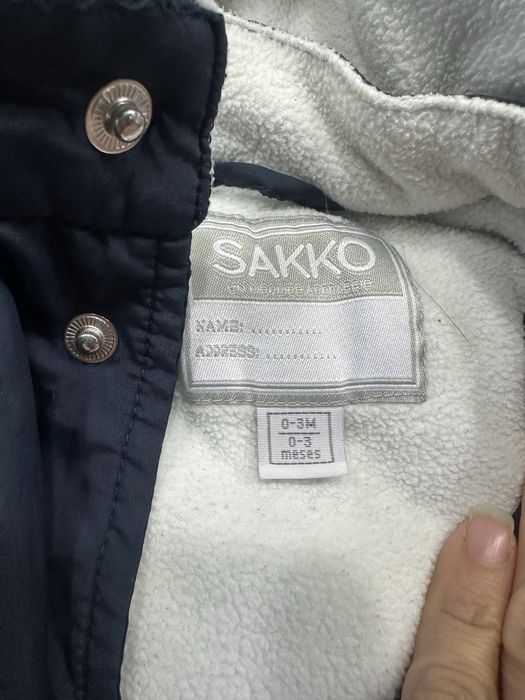 SAKKO
NAME: ...........
ADDRESS: ............
0-3M
0-3
meses